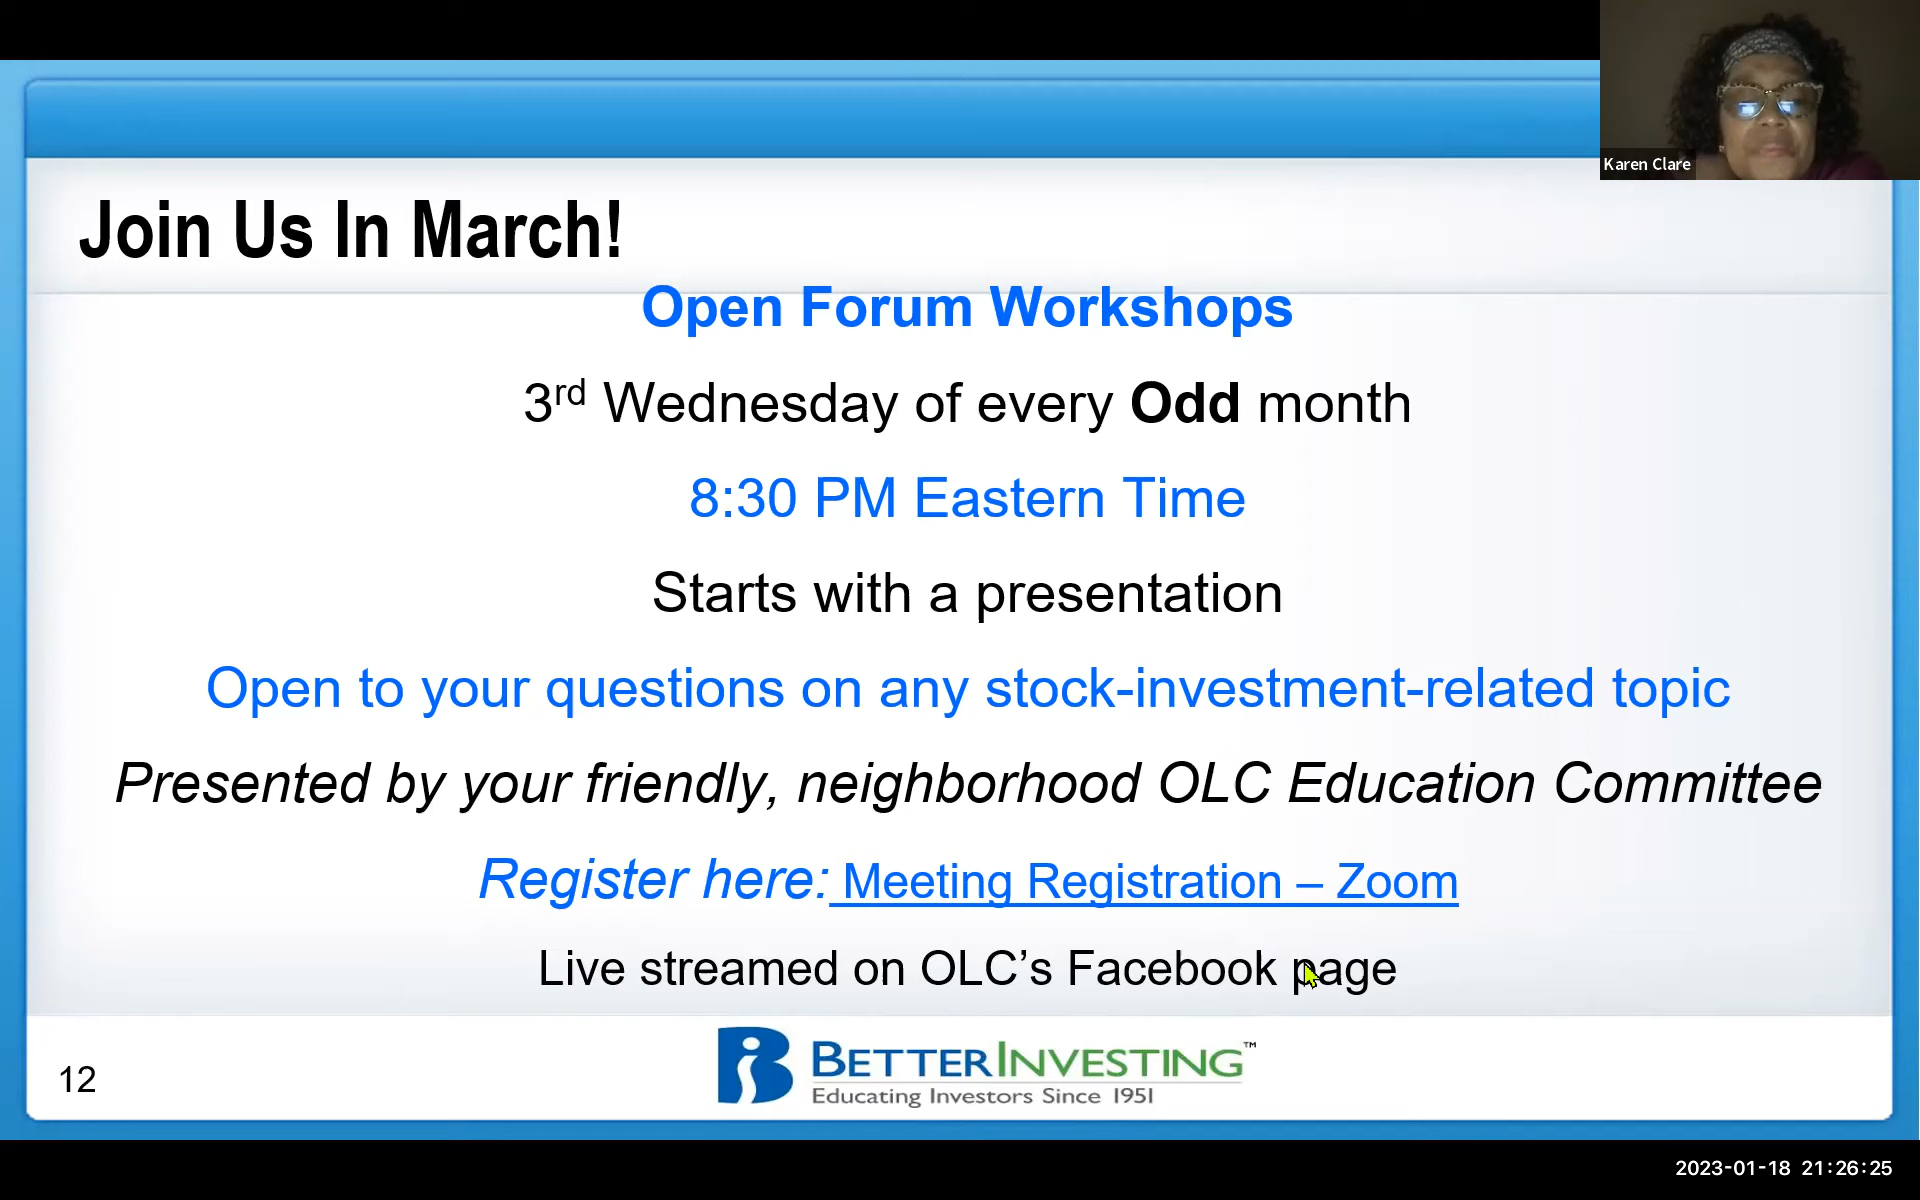 Karen Clare
Join Us In March!
Open Forum Workshops
3rd Wednesday of every Odd month
8:30 PM Eastern Time
Starts with a presentation
Open to your questions on any stock-investment-related topic
Presented by your friendly, neighborhood OLC Education Committee
Register here: Meeting Registration – Zoom
Live streamed on OLC’s Facebook page
12
BETTERINVESTING™
Educating Investors Since 1951
2023-01-18 21:26:25